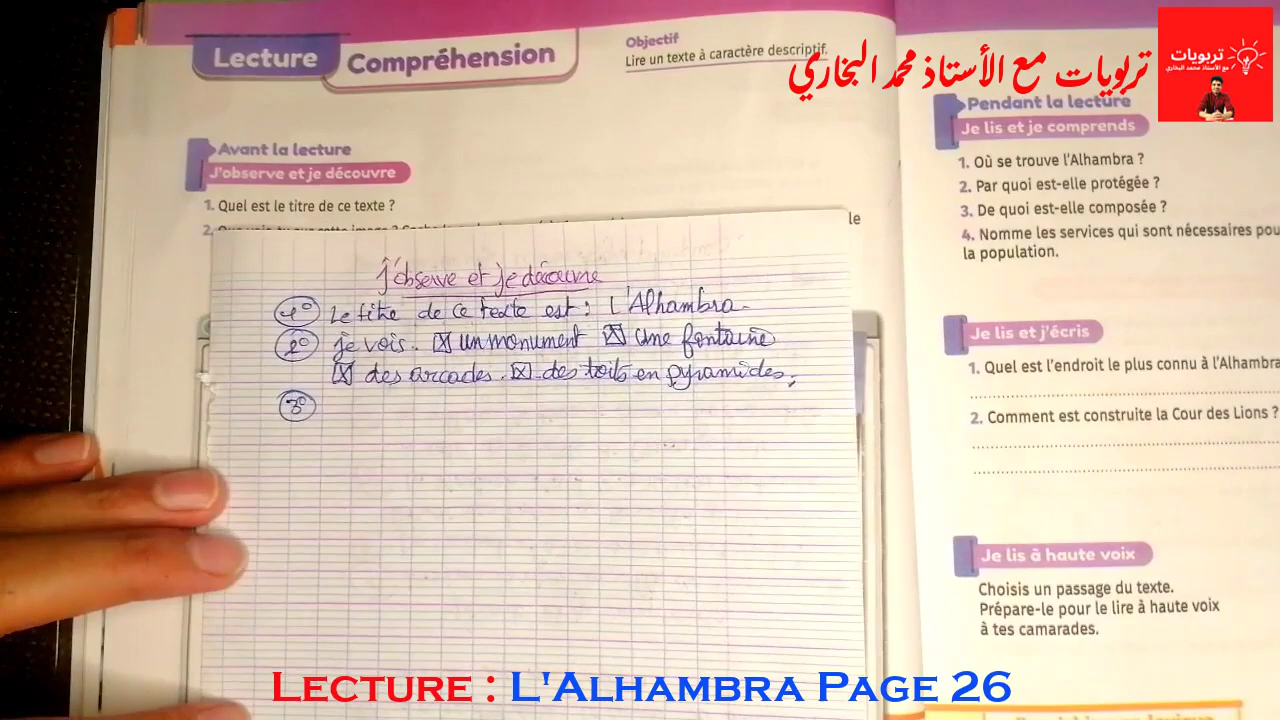 Lecture Compréhension
Objectif
Lire un texte à caractère descriptif.
تربويات مع الأستاذ محمد البخاري
تربويات
مع الأستاذ محمد البخاري
Avant la lecture
J'observe et je découvre
1. Quel est le titre de ce texte ?
2.
le
j'observe et je découvre
1° Le titre de ce texte est : L'Alhambra.
2° je vois. ☒ un monument ☒ une fontaine
☒ des arcades. ☒ des toits en pyramides.
3°
Pendant la lecture
Je lis et je comprends
1. Où se trouve l'Alhambra ?
2. Par quoi est-elle protégée ?
3. De quoi est-elle composée ?
4. Nomme les services qui sont nécessaires pou
la population.
Je lis et j'écris
1. Quel est l'endroit le plus connu à l'Alhambra
2. Comment est construite la Cour des Lions ?
Je lis à haute voix
Choisis un passage du texte.
Prépare-le pour le lire à haute voix
à tes camarades.
Lecture : L'Alhambra Page 26